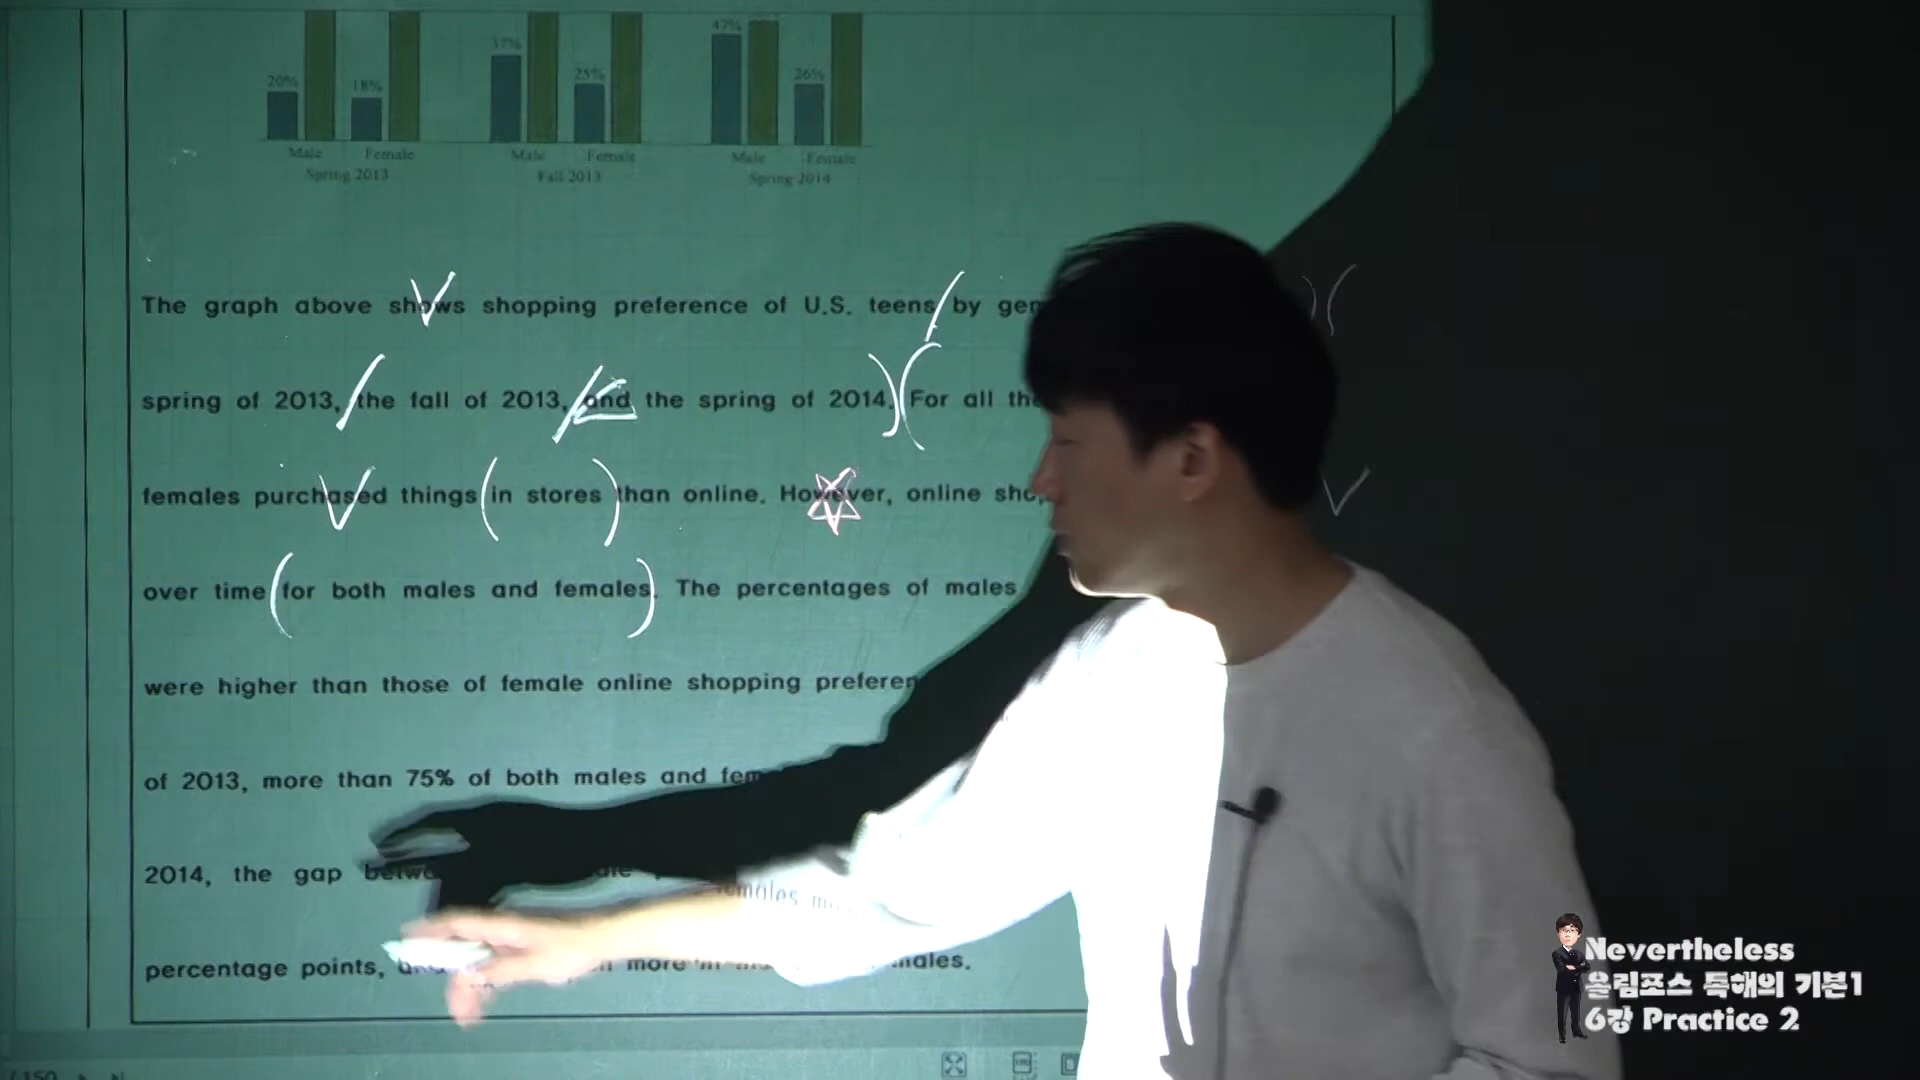 20% 18% 37% 25% 47% 26%
Male Female Male Female Male Female
Spring 2013 Fall 2013 Spring 2014
The graph above shows shopping preference of U.S. teens by
spring of 2013, the fall of 2013, and the spring of 2014. For all
females purchased things in stores than online. However, online
over time for both males and females. The percentages of males
were higher than those of female online shopping
of 2013, more than 75% of both males and
2014, the gap
percentage points, more
Nevertheless
올림포스 독해의 기본1
6강 Practice 2